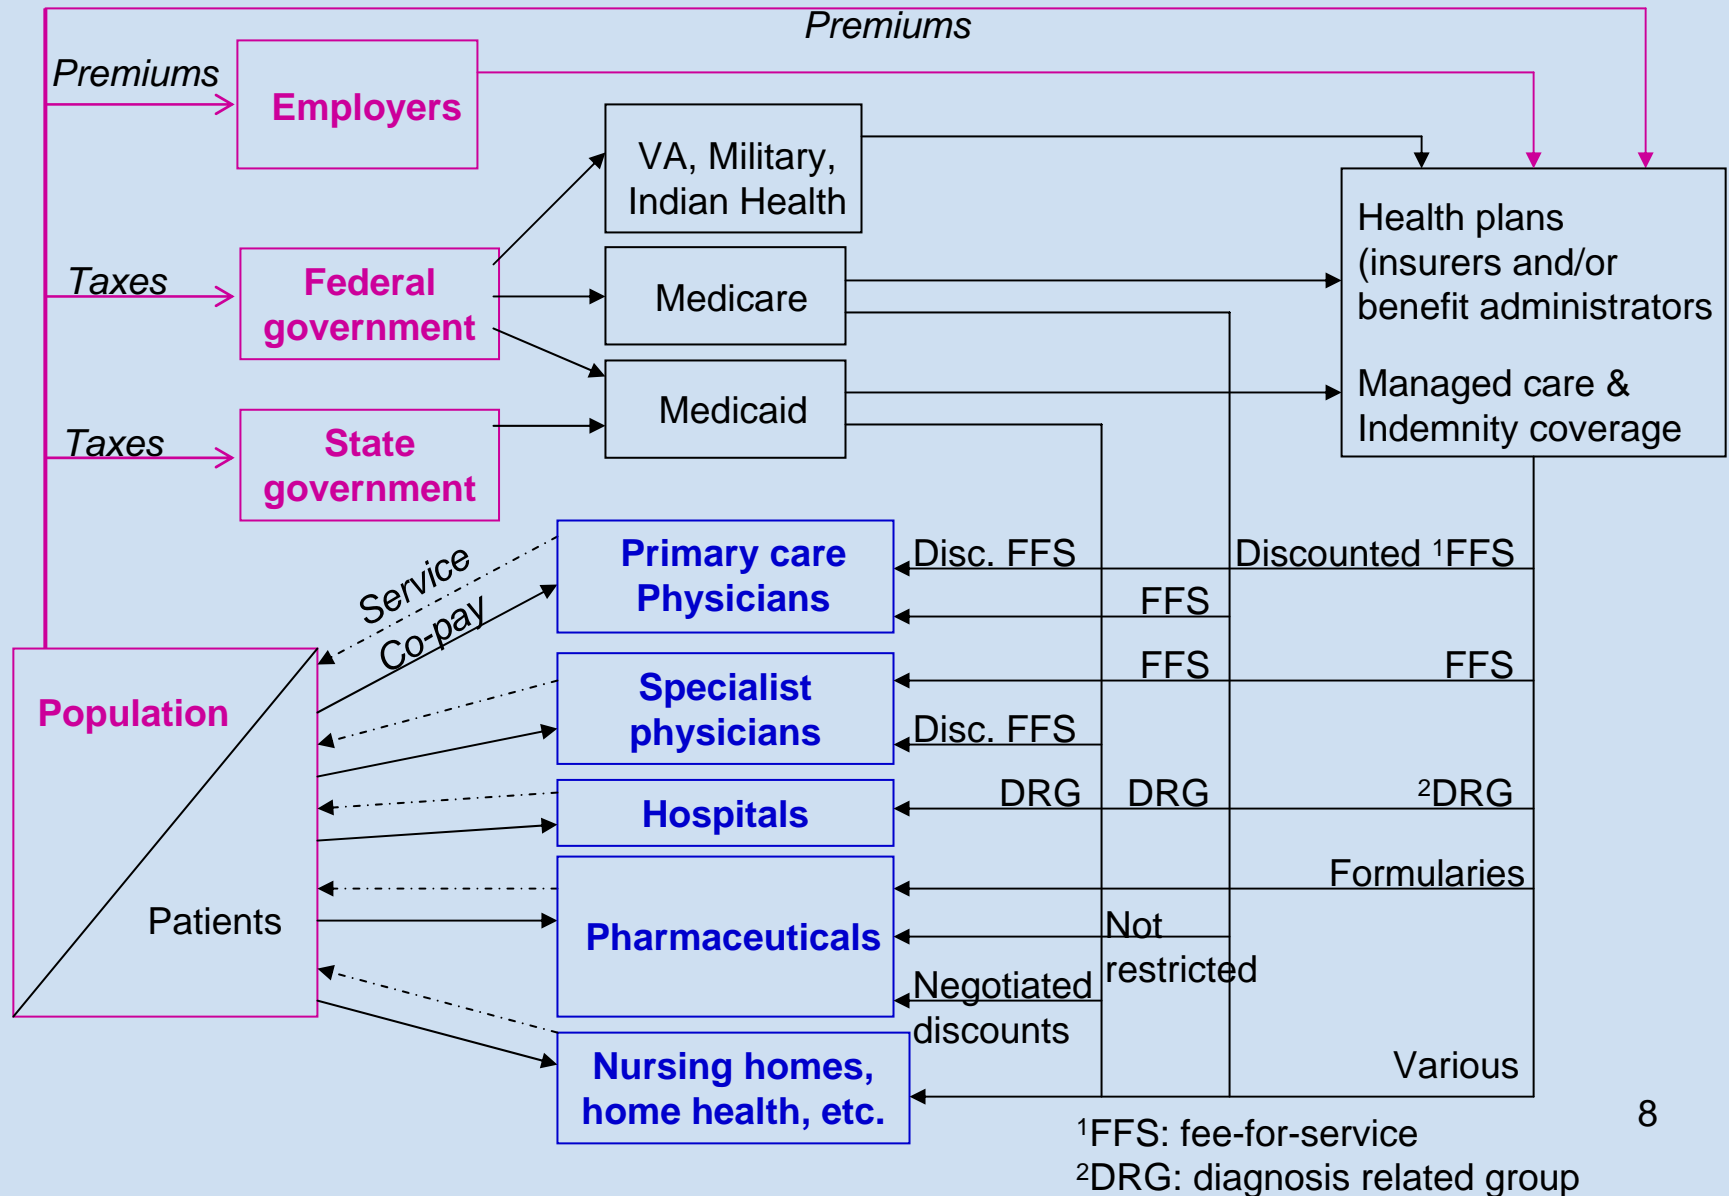 Premiums
Premiums
Employers
VA, Military,
Indian Health
Health plans
(insurers and/or
benefit administrators
Managed care &
Indemnity coverage
Taxes
Federal
government
Medicare
Medicaid
Taxes
State
government
Service
Co-pay
Primary care
Physicians
Disc. FFS
Discounted ¹FFS
FFS
Population
Patients
Specialist
physicians
FFS
FFS
Disc. FFS
Hospitals
DRG
DRG
²DRG
Pharmaceuticals
Formularies
Not
restricted
Negotiated
discounts
Nursing homes,
home health, etc.
Various
8
¹FFS: fee-for-service
²DRG: diagnosis related group